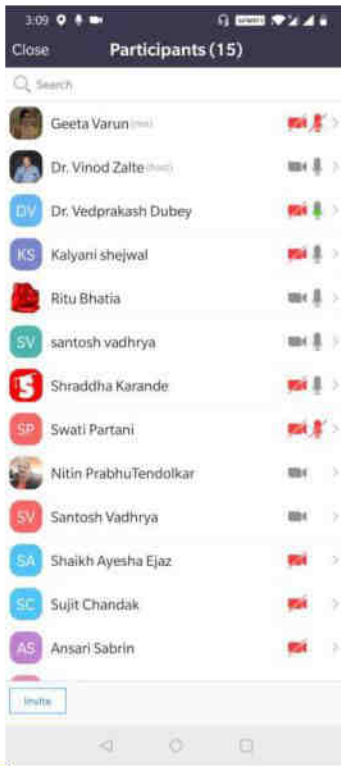 3:09
Close Participants (15)
Search
Geeta Varun (me)
Dr. Vinod Zalte (host)
DV Dr. Vedprakash Dubey
KS Kalyani shejwal
Ritu Bhatia
SV santosh vadhrya
S Shraddha Karande
SP Swati Partani
Nitin PrabhuTendolkar
SV Santosh Vadhrya
SA Shaikh Ayesha Ejaz
SC Sujit Chandak
AS Ansari Sabrin
Invite